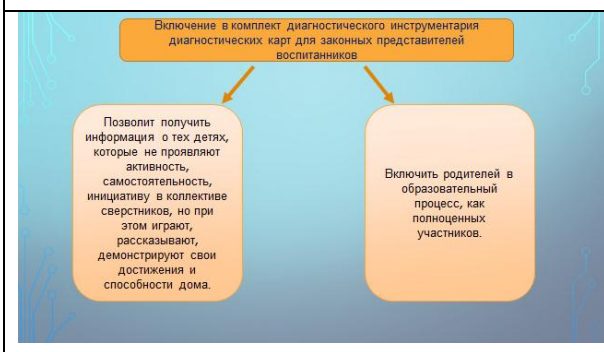 Включение в комплект диагностического инструментария
диагностических карт для законных представителей
воспитанников
Позволит получить
информация о тех детях,
которые не проявляют
активность,
самостоятельность,
инициативу в коллективе
сверстников, но при
этом играют,
рассказывают,
демонстрируют свои
достижения и
способности дома.
Включить родителей в
образовательный
процесс, как
полноценных
участников.